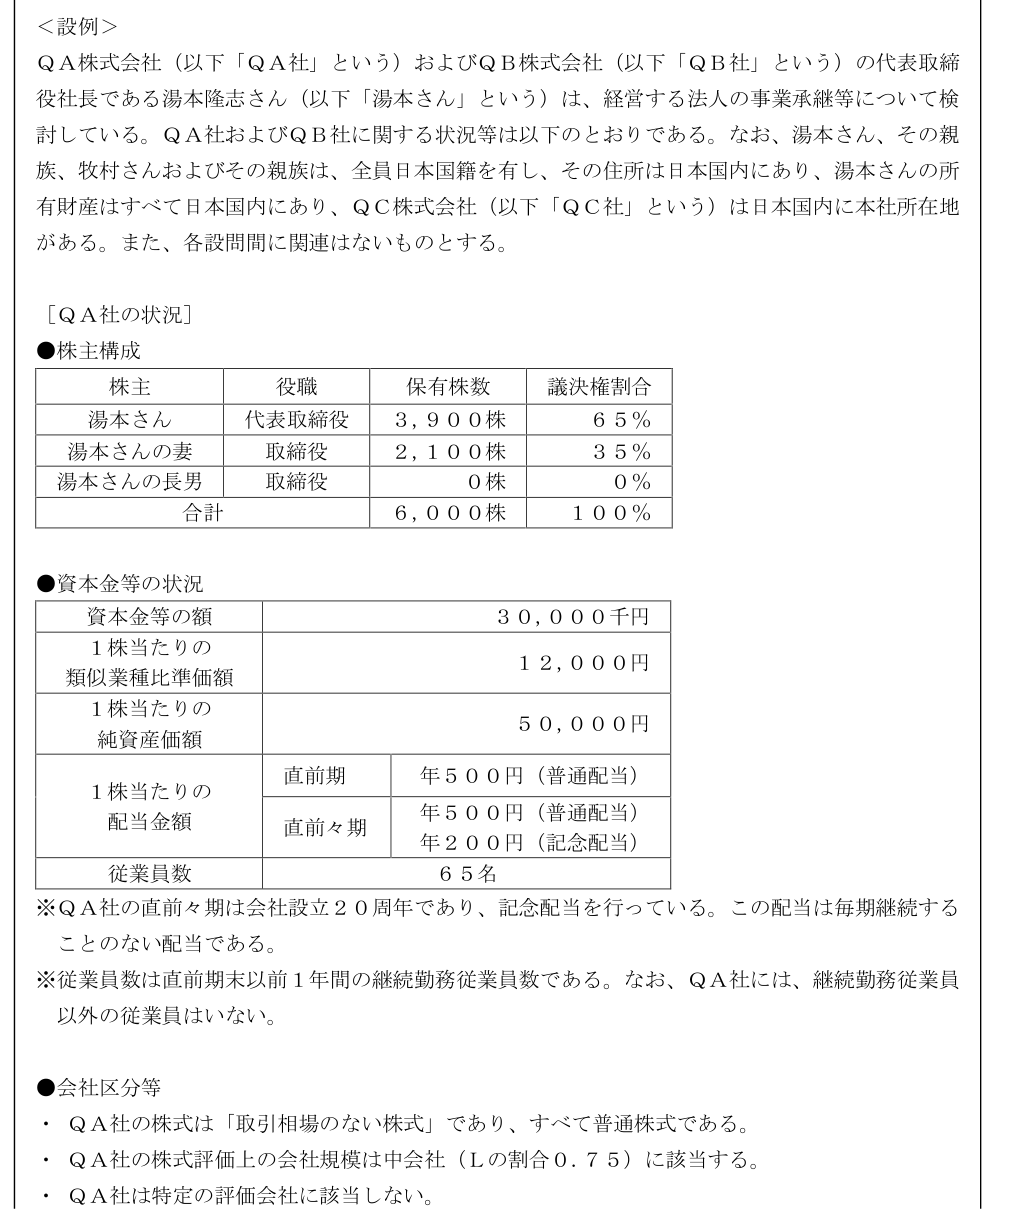 ＜設例＞
ＱＡ株式会社（以下「ＱＡ社」という）およびＱＢ株式会社（以下「ＱＢ社」という）の代表取締
役社長である湯本隆志さん（以下「湯本さん」という）は、経営する法人の事業承継等について検
討している。ＱＡ社およびＱＢ社に関する状況等は以下のとおりである。なお、湯本さん、その親
族、牧村さんおよびその親族は、全員日本国籍を有し、その住所は日本国内にあり、湯本さんの所
有財産はすべて日本国内にあり、ＱＣ株式会社（以下「ＱＣ社」という）は日本国内に本社所在地
がある。また、各設問間に関連はないものとする。
［ＱＡ社の状況］
●株主構成
株主 役職 保有株数 議決権割合
湯本さん 代表取締役 ３，９００株 ６５％
湯本さんの妻 取締役 ２，１００株 ３５％
湯本さんの長男 取締役 ０株 ０％
合計 ６，０００株 １００％
●資本金等の状況
資本金等の額 ３０，０００千円
１株当たりの
類似業種比準価額 １２，０００円
１株当たりの
純資産価額 ５０，０００円
１株当たりの
配当金額
直前期 年５００円（普通配当）
直前々期 年５００円（普通配当）
年２００円（記念配当）
従業員数 ６５名
※ＱＡ社の直前々期は会社設立２０周年であり、記念配当を行っている。この配当は毎期継続する
ことのない配当である。
※従業員数は直前期末以前１年間の継続勤務従業員数である。なお、ＱＡ社には、継続勤務従業員
以外の従業員はいない。
●会社区分等
・ ＱＡ社の株式は「取引相場のない株式」であり、すべて普通株式である。
・ ＱＡ社の株式評価上の会社規模は中会社（Ｌの割合０．７５）に該当する。
・ ＱＡ社は特定の評価会社に該当しない。